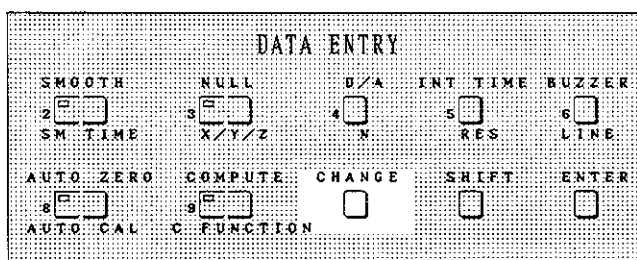 DATA ENTRY
SMOOTH NULL D/A INT TIME BUZZER
2 3 4 5 6
SM TIME X/Y/Z N RES LINE
AUTO ZERO COMPUTE CHANGE SHIFT ENTER
8 9
AUTO CAL C FUNCTION